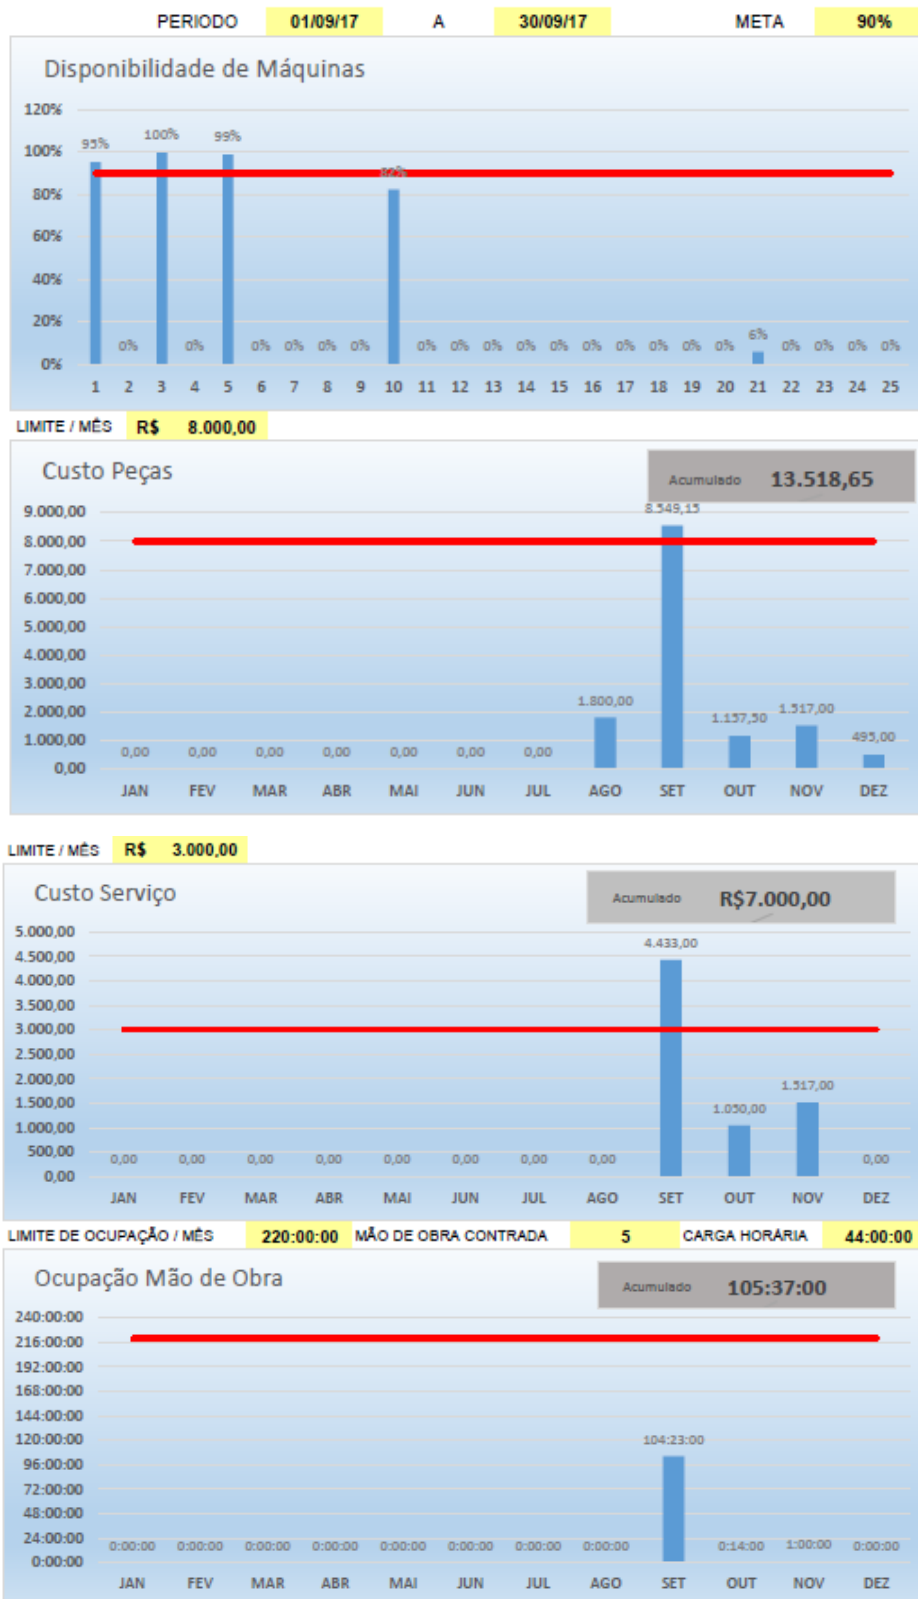 PERIODO 01/09/17 A 30/09/17 META 90%
Disponibilidade de Máquinas
120%
100%
80%
60%
40%
20%
0%
95% 0% 100% 0% 99% 0% 0% 0% 0% 82% 0% 0% 0% 0% 0% 0% 0% 0% 0% 0% 6% 0% 0% 0% 0%
1 2 3 4 5 6 7 8 9 10 11 12 13 14 15 16 17 18 19 20 21 22 23 24 25
LIMITE / MÊS R$ 8.000,00
Custo Peças
Acumulado 13.518,65
9.000,00
8.000,00
7.000,00
6.000,00
5.000,00
4.000,00
3.000,00
2.000,00
1.000,00
0,00
0,00 0,00 0,00 0,00 0,00 0,00 0,00 1.800,00 8.549,15 1.157,50 1.517,00 495,00
JAN FEV MAR ABR MAI JUN JUL AGO SET OUT NOV DEZ
LIMITE / MÊS R$ 3.000,00
Custo Serviço
Acumulado R$7.000,00
5.000,00
4.500,00
4.000,00
3.500,00
3.000,00
2.500,00
2.000,00
1.500,00
1.000,00
500,00
0,00
0,00 0,00 0,00 0,00 0,00 0,00 0,00 0,00 4.433,00 1.050,00 1.517,00 0,00
JAN FEV MAR ABR MAI JUN JUL AGO SET OUT NOV DEZ
LIMITE DE OCUPAÇÃO / MÊS 220:00:00 MÃO DE OBRA CONTRADA 5 CARGA HORÁRIA 44:00:00
Ocupação Mão de Obra
Acumulado 105:37:00
240:00:00
216:00:00
192:00:00
168:00:00
144:00:00
120:00:00
96:00:00
72:00:00
48:00:00
24:00:00
0:00:00
0:00:00 0:00:00 0:00:00 0:00:00 0:00:00 0:00:00 0:00:00 0:00:00 104:23:00 0:14:00 1:00:00 0:00:00
JAN FEV MAR ABR MAI JUN JUL AGO SET OUT NOV DEZ